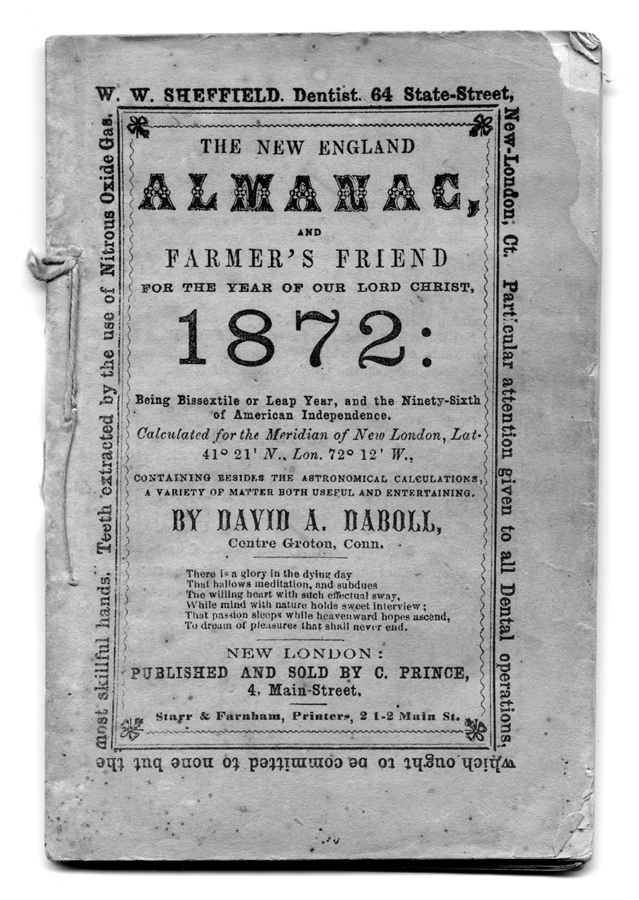 W. W. SHEFFIELD. Dentist. 64 State-Street,
New-London; Ct. Particular attention given to all Dental operations,
which ought to be committed to none but the
most skillful hands. Teeth extracted by the use of Nitrous Oxide Gas.
THE NEW ENGLAND
ALMANAC,
AND
FARMER'S FRIEND
FOR THE YEAR OF OUR LORD CHRIST,
1872:
Being Bissextile or Leap Year, and the Ninety-Sixth
of American Independence.
Calculated for the Meridian of New London, Lat.
41° 21' N., Lon. 72° 12' W.,
CONTAINING BESIDES THE ASTRONOMICAL CALCULATIONS,
A VARIETY OF MATTER BOTH USEFUL AND ENTERTAINING.
BY DAVID A. DABOLL,
Centre Groton, Conn.
There is a glory in the dying day
That hallows meditation, and subdues
The willing heart with such effectual sway,
While mind with nature holds sweet interview;
That passion sleeps while heavenward hopes ascend,
To dream of pleasures that shall never end.
NEW LONDON:
PUBLISHED AND SOLD BY C. PRINCE,
4, Main-Street.
Starr & Farnham, Printers, 2 1-2 Main St.